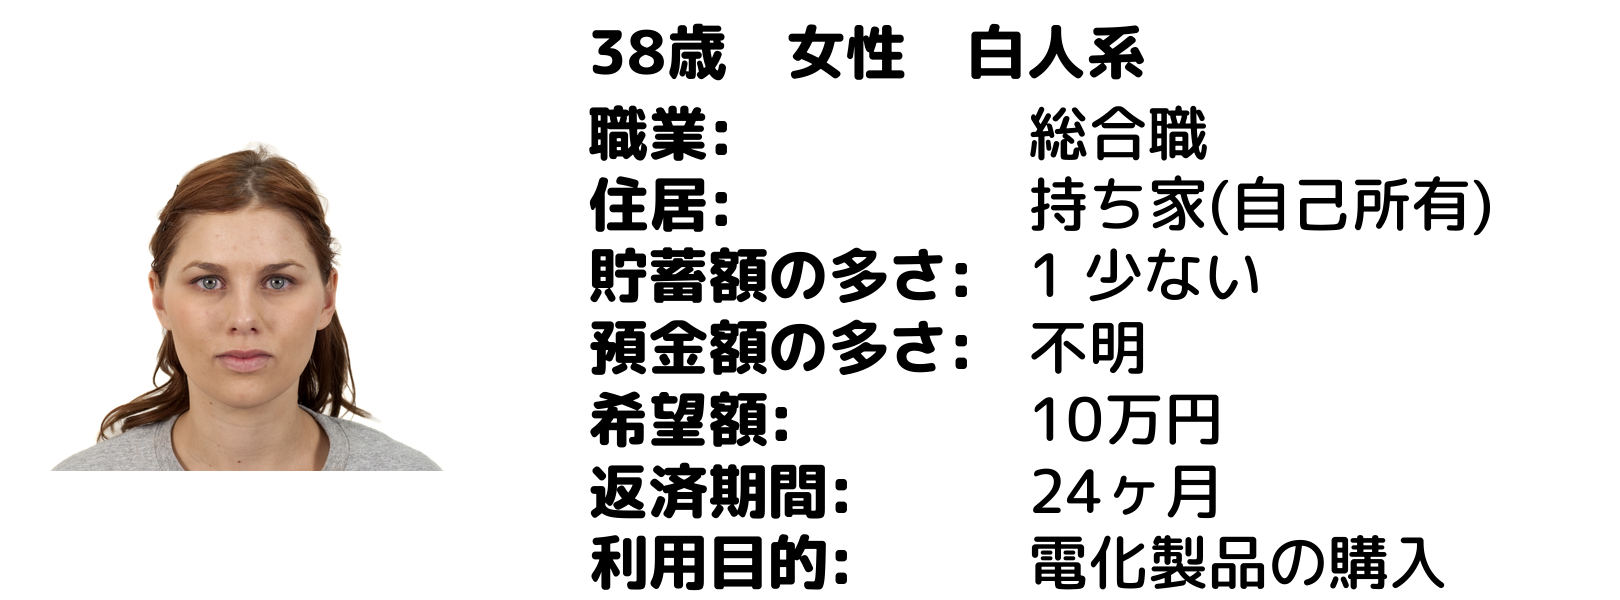 38歳　女性　白人系
職業: 総合職
住居: 持ち家(自己所有)
貯蓄額の多さ: 1 少ない
預金額の多さ: 不明
希望額: 10万円
返済期間: 24ヶ月
利用目的: 電化製品の購入